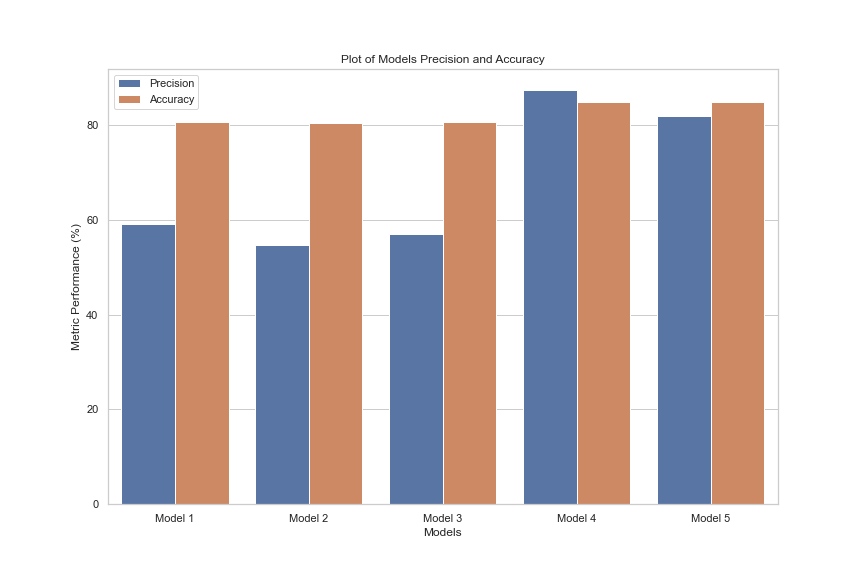 Plot of Models Precision and Accuracy
Precision
Accuracy
80
60
40
20
0
Metric Performance (%)
Model 1 Model 2 Model 3 Model 4 Model 5
Models